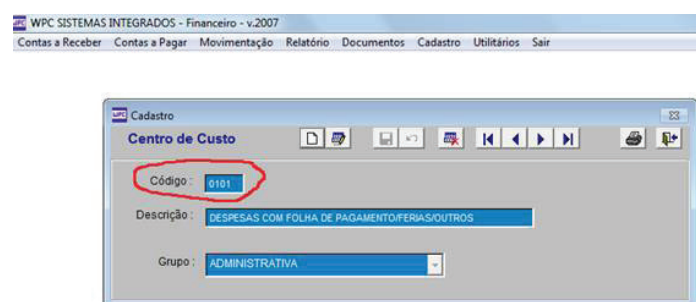 WPC SISTEMAS INTEGRADOS - Financeiro - v.2007
Contas a Receber Contas a Pagar Movimentação Relatório Documentos Cadastro Utilitários Sair
Cadastro
Centro de Custo
Código : 0101
Descrição : DESPESAS COM FOLHA DE PAGAMENTO/FERIAS/OUTROS
Grupo : ADMINISTRATIVA